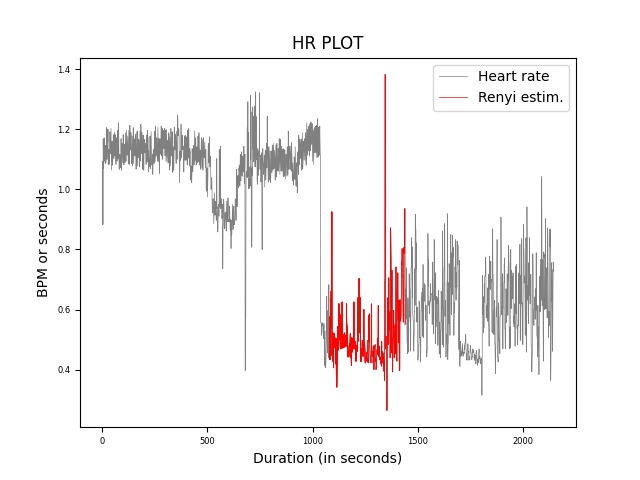 HR PLOT
Heart rate
Renyi estim.
BPM or seconds
1.4
1.2
1.0
0.8
0.6
0.4
0
500
1000
1500
2000
Duration (in seconds)